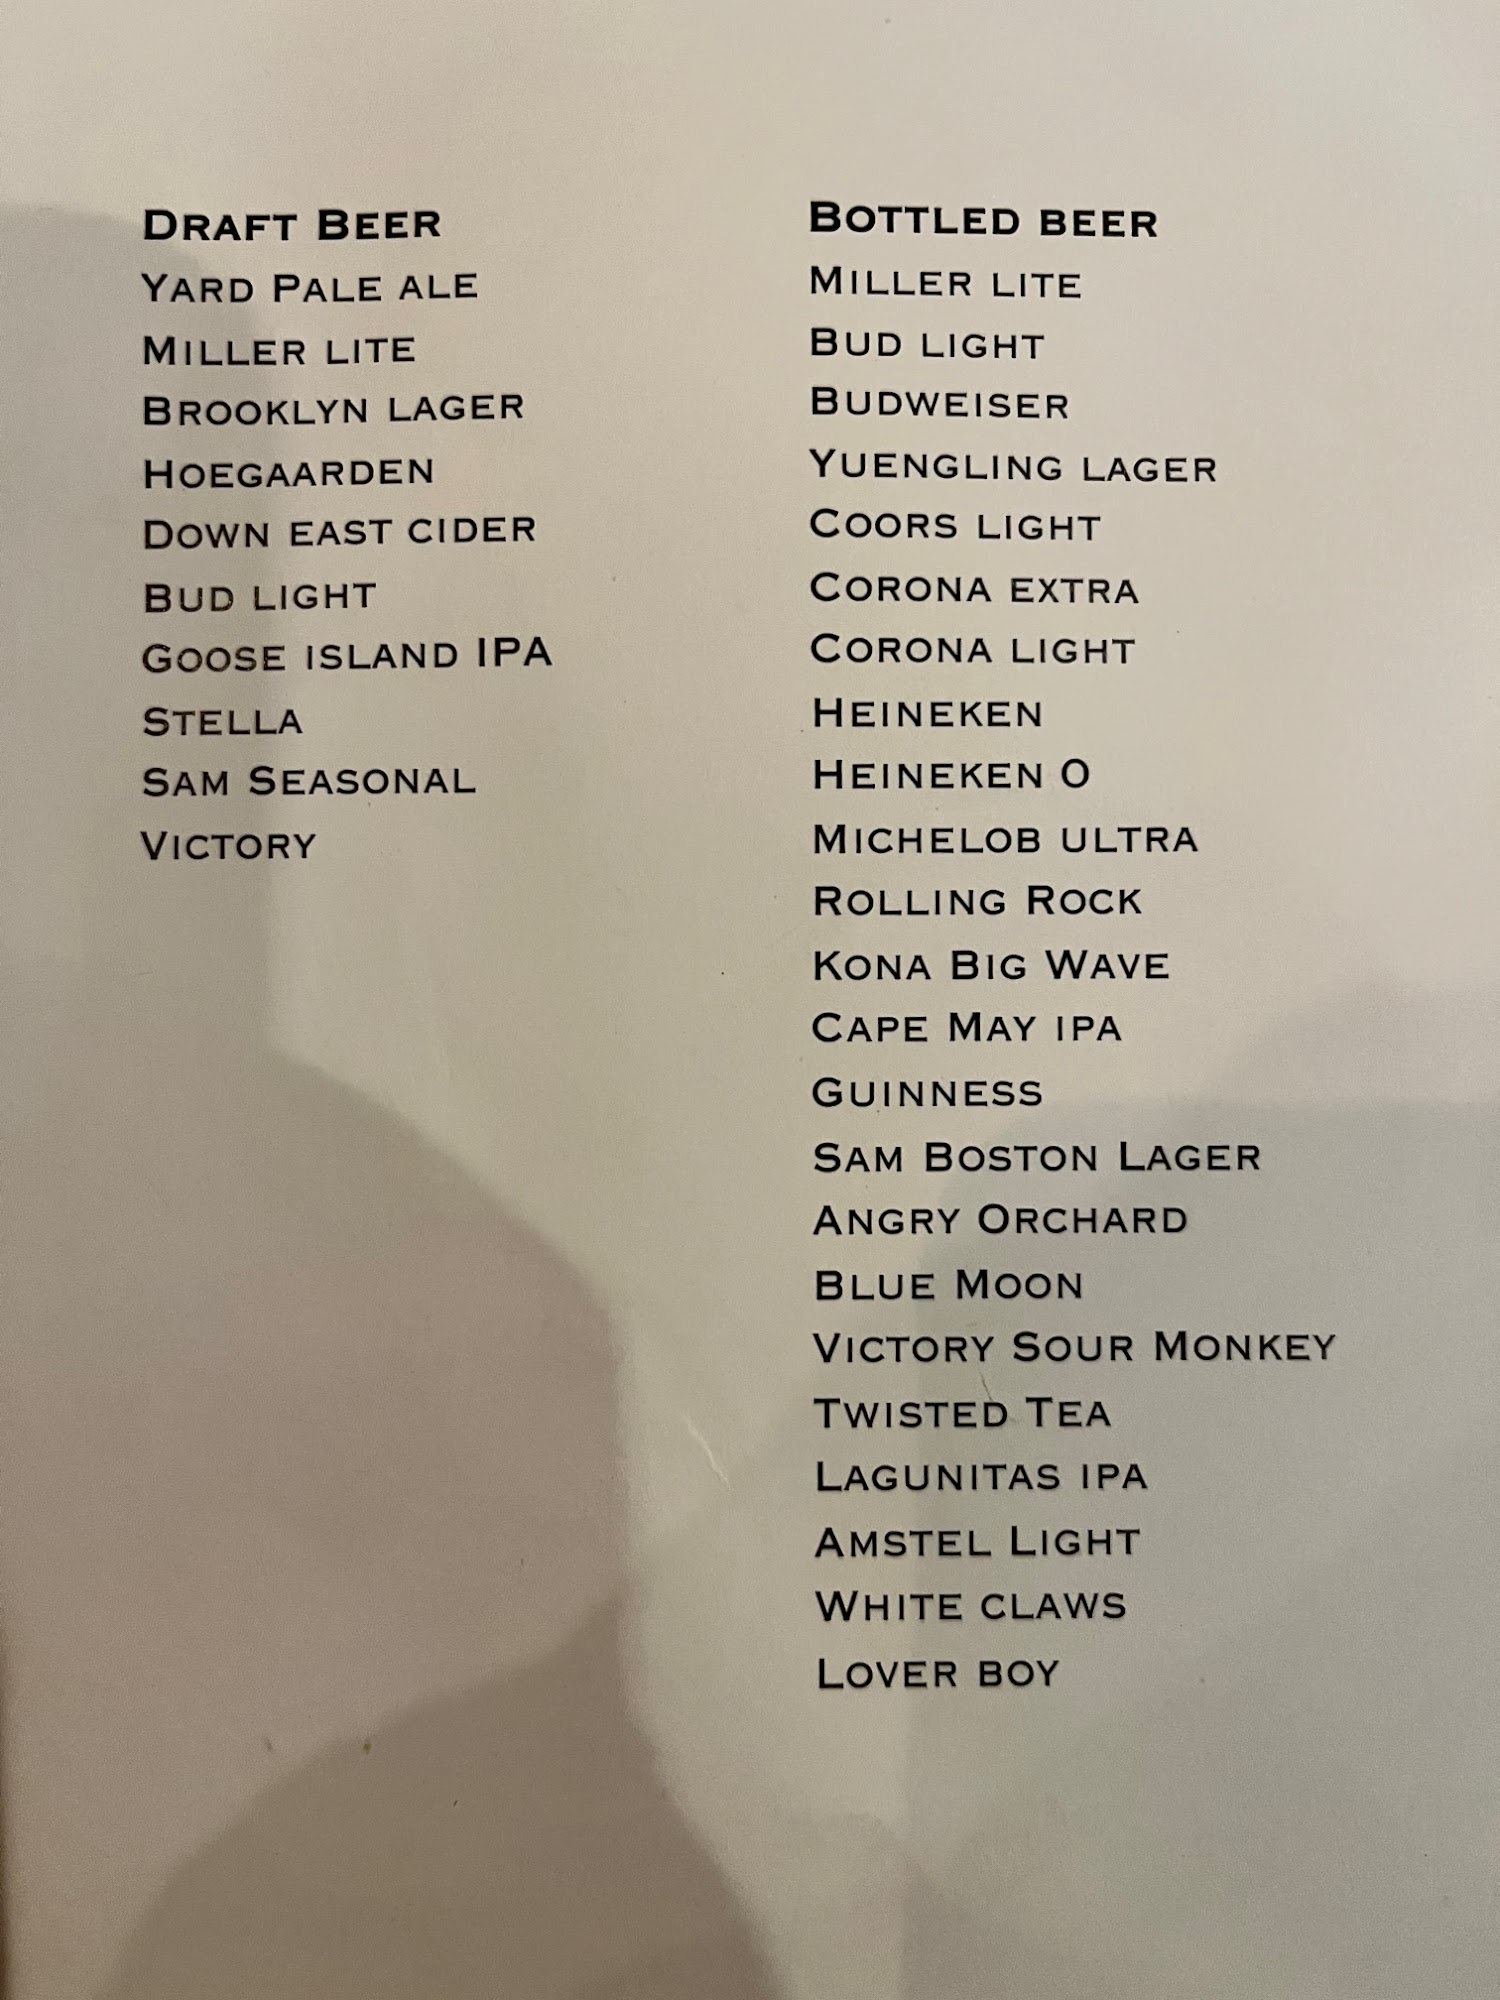 Draft Beer
Yard Pale ale
Miller lite
Brooklyn lager
Hoegaarden
Down east cider
Bud light
Goose island IPA
Stella
Sam Seasonal
Victory
Bottled beer
Miller lite
Bud light
Budweiser
Yuengling lager
Coors light
Corona extra
Corona light
Heineken
Heineken O
Michelob ultra
Rolling Rock
Kona Big Wave
Cape May ipa
Guinness
Sam Boston Lager
Angry Orchard
Blue Moon
Victory Sour Monkey
Twisted Tea
Lagunitas ipa
Amstel Light
White claws
Lover boy